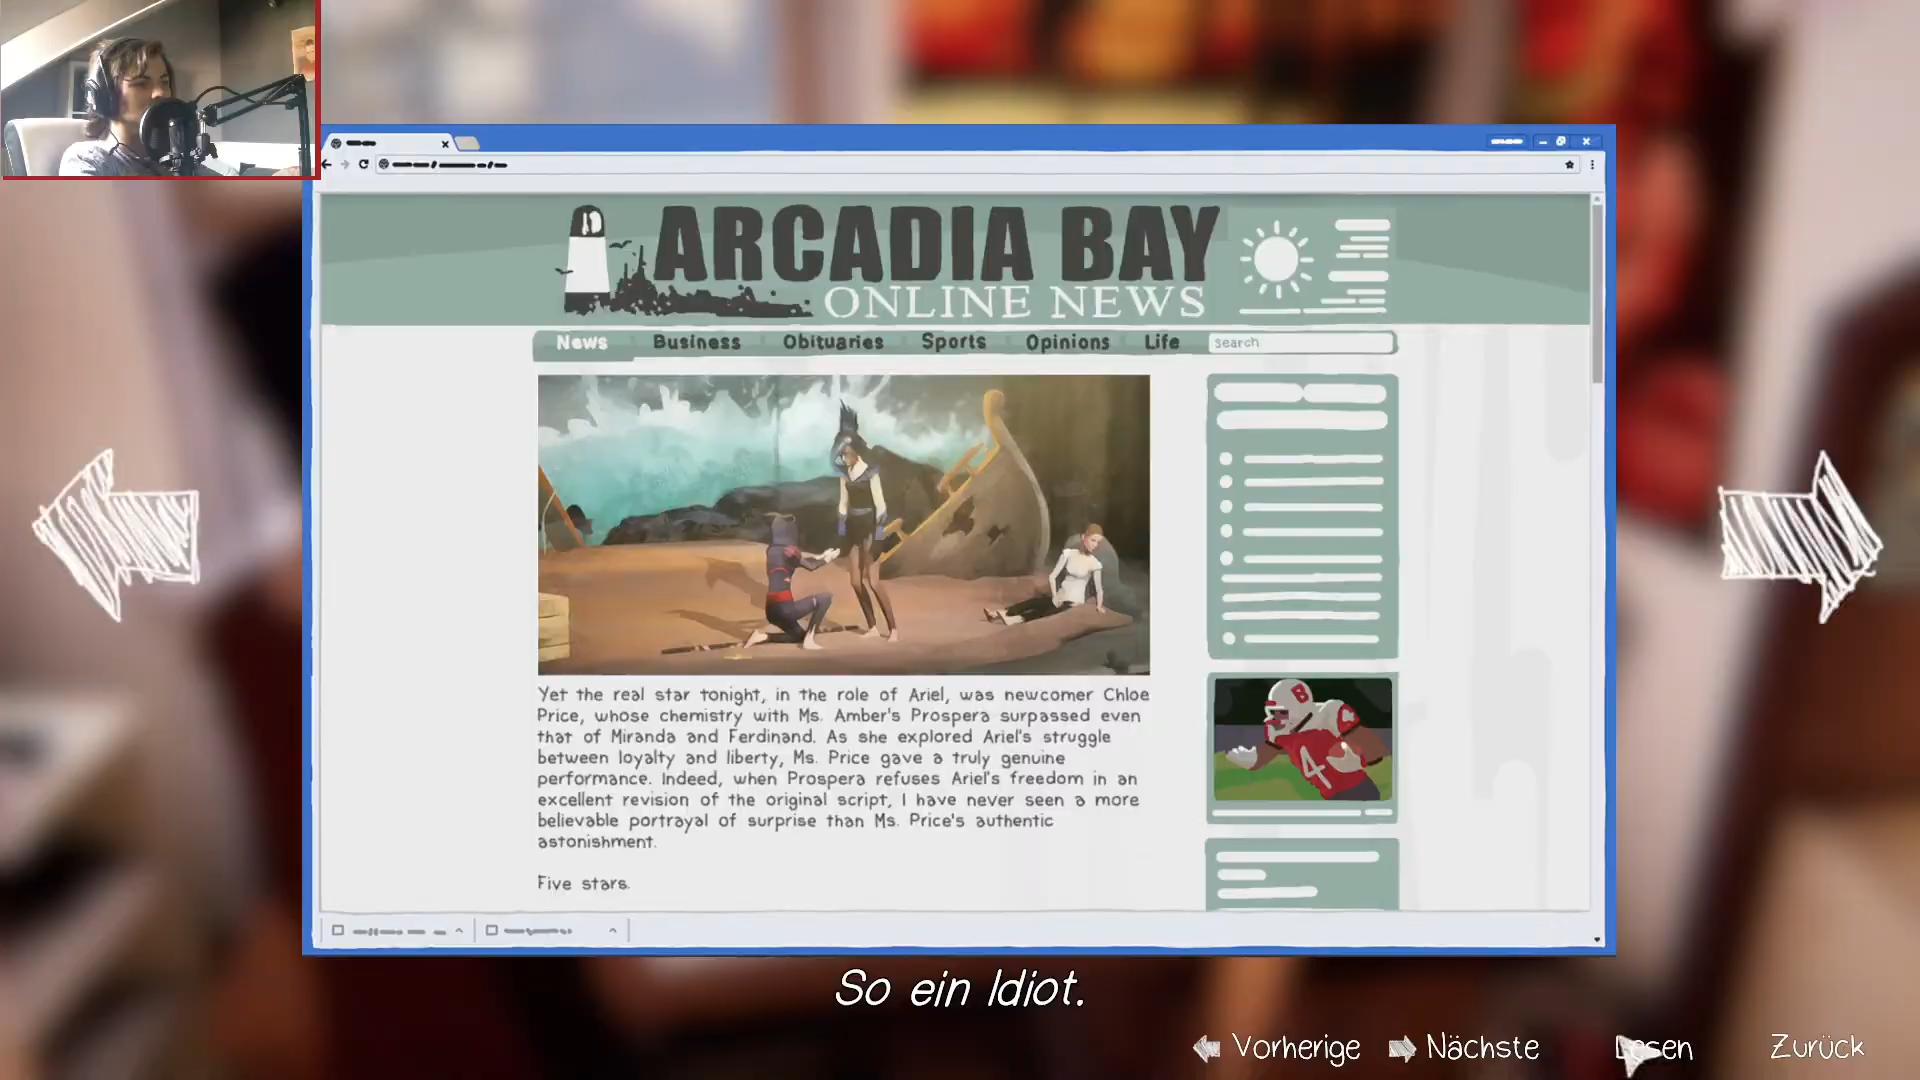 ARCADIA BAY
ONLINE NEWS
News Business Obituaries Sports Opinions Life search
Yet the real star tonight, in the role of Ariel, was newcomer Chloe
Price, whose chemistry with Ms. Amber's Prospera surpassed even
that of Miranda and Ferdinand. As she explored Ariel's struggle
between loyalty and liberty, Ms. Price gave a truly genuine
performance. Indeed, when Prospera refuses Ariel's freedom in an
excellent revision of the original script, I have never seen a more
believable portrayal of surprise than Ms. Price's authentic
astonishment.
Five stars.
B
4
So ein Idiot.
Vorherige Nächste Lesen Zurück